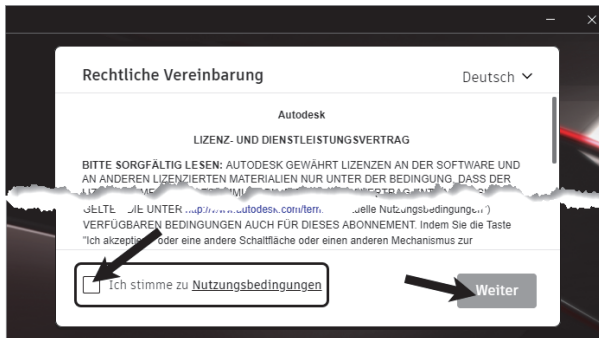 Rechtliche Vereinbarung
Deutsch
Autodesk
LIZENZ- UND DIENSTLEISTUNGSVERTRAG
BITTE SORGFÄLTIG LESEN: AUTODESK GEWÄHRT LIZENZEN AN DER SOFTWARE UND
AN ANDEREN LIZENZIERTEN MATERIALIEN NUR UNTER DER BEDINGUNG, DASS DER
DIE UNTER Nutzungsbedingungen")
VERFÜGBAREN BEDINGUNGEN AUCH FÜR DIESES ABONNEMENT. Indem Sie die Taste
"Ich oder eine andere Schaltfläche oder einen anderen Mechanismus zur
Ich stimme zu Nutzungsbedingungen
Weiter